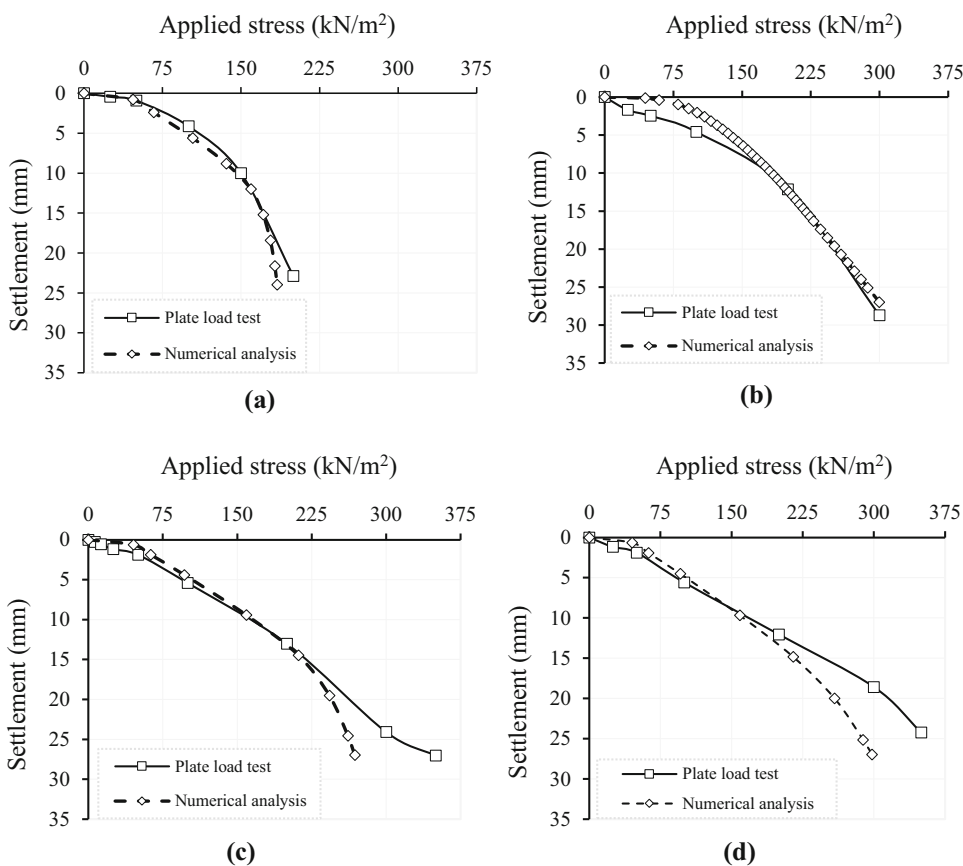 Applied stress (kN/m²)
0 75 150 225 300 375
0
5
10
15
20
25
30
35
Settlement (mm)
Plate load test
Numerical analysis
(a)
Applied stress (kN/m²)
0 75 150 225 300 375
0
5
10
15
20
25
30
35
Settlement (mm)
Plate load test
Numerical analysis
(b)
Applied stress (kN/m²)
0 75 150 225 300 375
0
5
10
15
20
25
30
35
Settlement (mm)
Plate load test
Numerical analysis
(c)
Applied stress (kN/m²)
0 75 150 225 300 375
0
5
10
15
20
25
30
35
Settlement (mm)
Plate load test
Numerical analysis
(d)